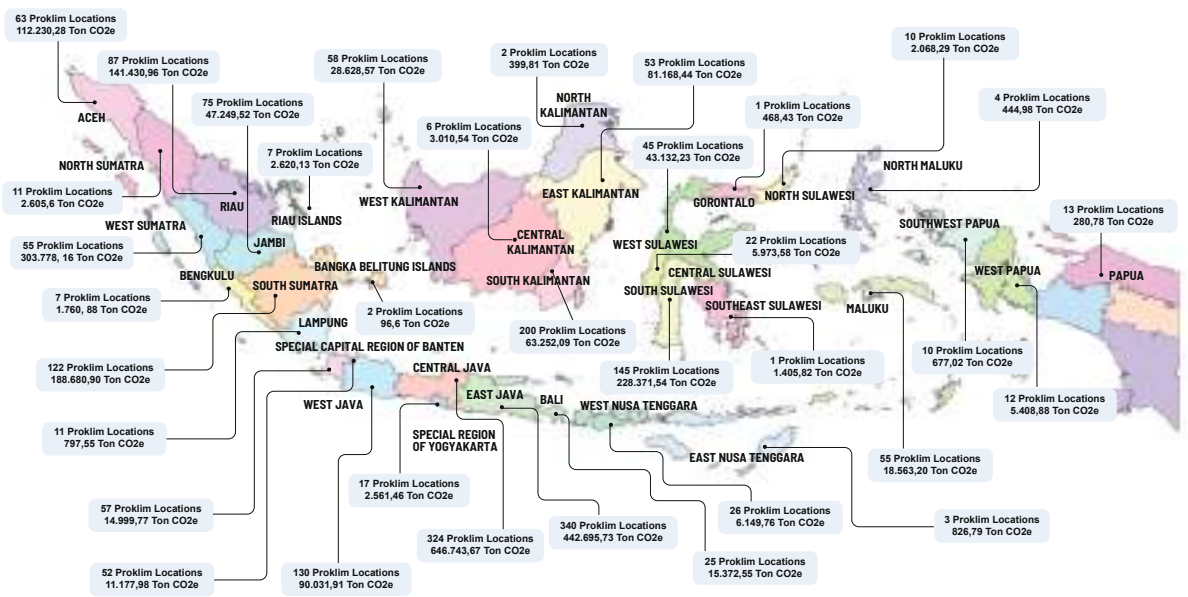 63 Proklim Locations
112.230,28 Ton CO2e
87 Proklim Locations
141.430,96 Ton CO2e
75 Proklim Locations
47.249,52 Ton CO2e
7 Proklim Locations
2.620,13 Ton CO2e
58 Proklim Locations
28.628,57 Ton CO2e
6 Proklim Locations
3.010,54 Ton CO2e
2 Proklim Locations
399,81 Ton CO2e
53 Proklim Locations
81.168,44 Ton CO2e
45 Proklim Locations
43.132,23 Ton CO2e
1 Proklim Locations
468,43 Ton CO2e
10 Proklim Locations
2.068,29 Ton CO2e
4 Proklim Locations
444,98 Ton CO2e
13 Proklim Locations
280,78 Ton CO2e
ACEH
NORTH SUMATRA
11 Proklim Locations
2.605,6 Ton CO2e
RIAU
RIAU ISLANDS
WEST SUMATRA
55 Proklim Locations
303.778, 16 Ton CO2e
JAMBI
BENGKULU
SOUTH SUMATRA
BANGKA BELITUNG ISLANDS
7 Proklim Locations
1.760, 88 Ton CO2e
2 Proklim Locations
96,6 Ton CO2e
LAMPUNG
SPECIAL CAPITAL REGION OF BANTEN
122 Proklim Locations
188.680,90 Ton CO2e
11 Proklim Locations
797,55 Ton CO2e
57 Proklim Locations
14.999,77 Ton CO2e
52 Proklim Locations
11.177,98 Ton CO2e
WEST KALIMANTAN
NORTH
KALIMANTAN
EAST KALIMANTAN
CENTRAL
KALIMANTAN
SOUTH KALIMANTAN
200 Proklim Locations
63.252,09 Ton CO2e
GORONTALO
NORTH SULAWESI
WEST SULAWESI
22 Proklim Locations
5.973,58 Ton CO2e
CENTRAL SULAWESI
SOUTH SULAWESI
SOUTHEAST SULAWESI
145 Proklim Locations
228.371,54 Ton CO2e
1 Proklim Locations
1.405,82 Ton CO2e
NORTH MALUKU
MALUKU
SOUTHWEST PAPUA
WEST PAPUA
PAPUA
10 Proklim Locations
677,02 Ton CO2e
12 Proklim Locations
5.408,88 Ton CO2e
WEST JAVA
CENTRAL JAVA
EAST JAVA
BALI
WEST NUSA TENGGARA
SPECIAL REGION
OF YOGYAKARTA
EAST NUSA TENGGARA
17 Proklim Locations
2.561,46 Ton CO2e
130 Proklim Locations
90.031,91 Ton CO2e
324 Proklim Locations
646.743,67 Ton CO2e
340 Proklim Locations
442.695,73 Ton CO2e
26 Proklim Locations
6.149,76 Ton CO2e
25 Proklim Locations
15.372,55 Ton CO2e
55 Proklim Locations
18.563,20 Ton CO2e
3 Proklim Locations
826,79 Ton CO2e